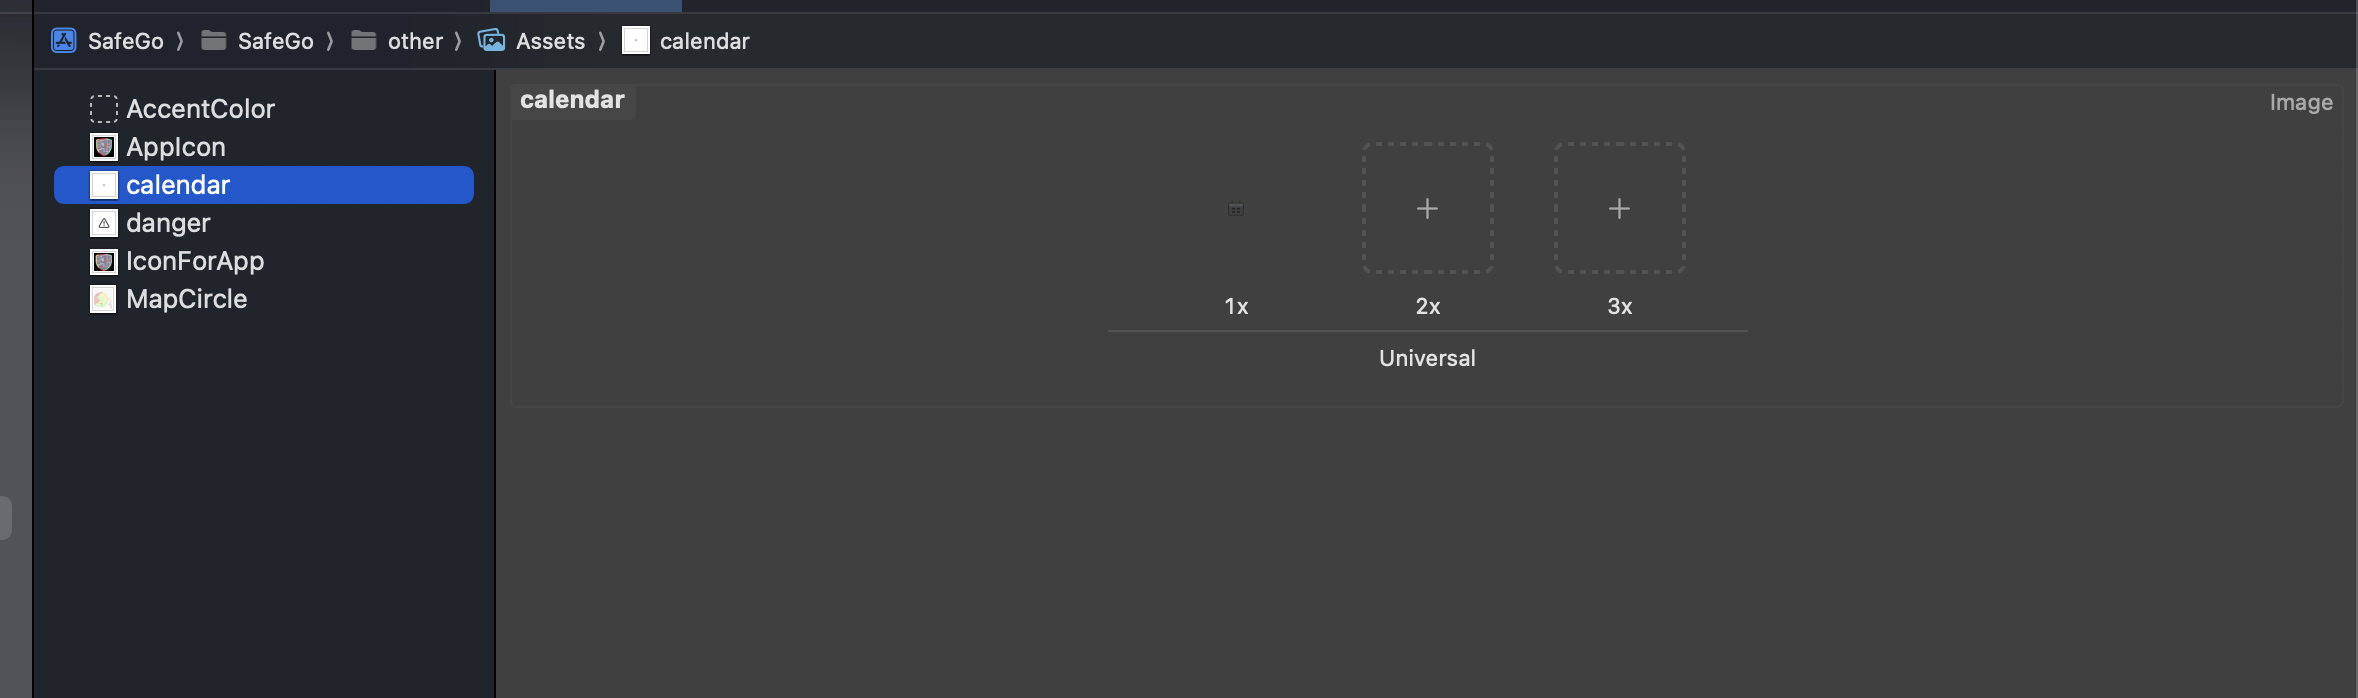 SafeGo 〉 SafeGo 〉 other 〉 Assets 〉 calendar
AccentColor
AppIcon
calendar
danger
IconForApp
MapCircle
calendar
Image
1x
2x
3x
Universal